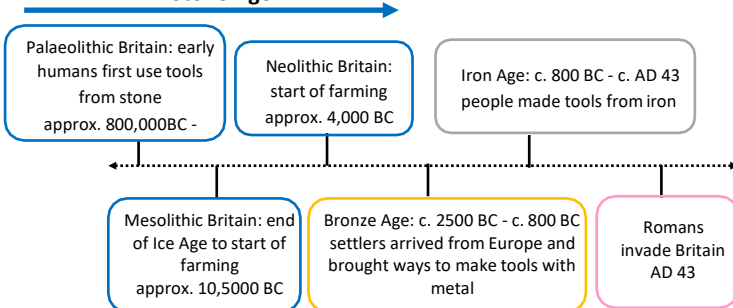 Palaeolithic Britain: early
humans first use tools
from stone
approx. 800,000BC -
Neolithic Britain:
start of farming
approx. 4,000 BC
Iron Age: c. 800 BC - c. AD 43
people made tools from iron
Mesolithic Britain: end
of Ice Age to start of
farming
approx. 10,5000 BC
Bronze Age: c. 2500 BC - c. 800 BC
settlers arrived from Europe and
brought ways to make tools with
metal
Romans
invade Britain
AD 43